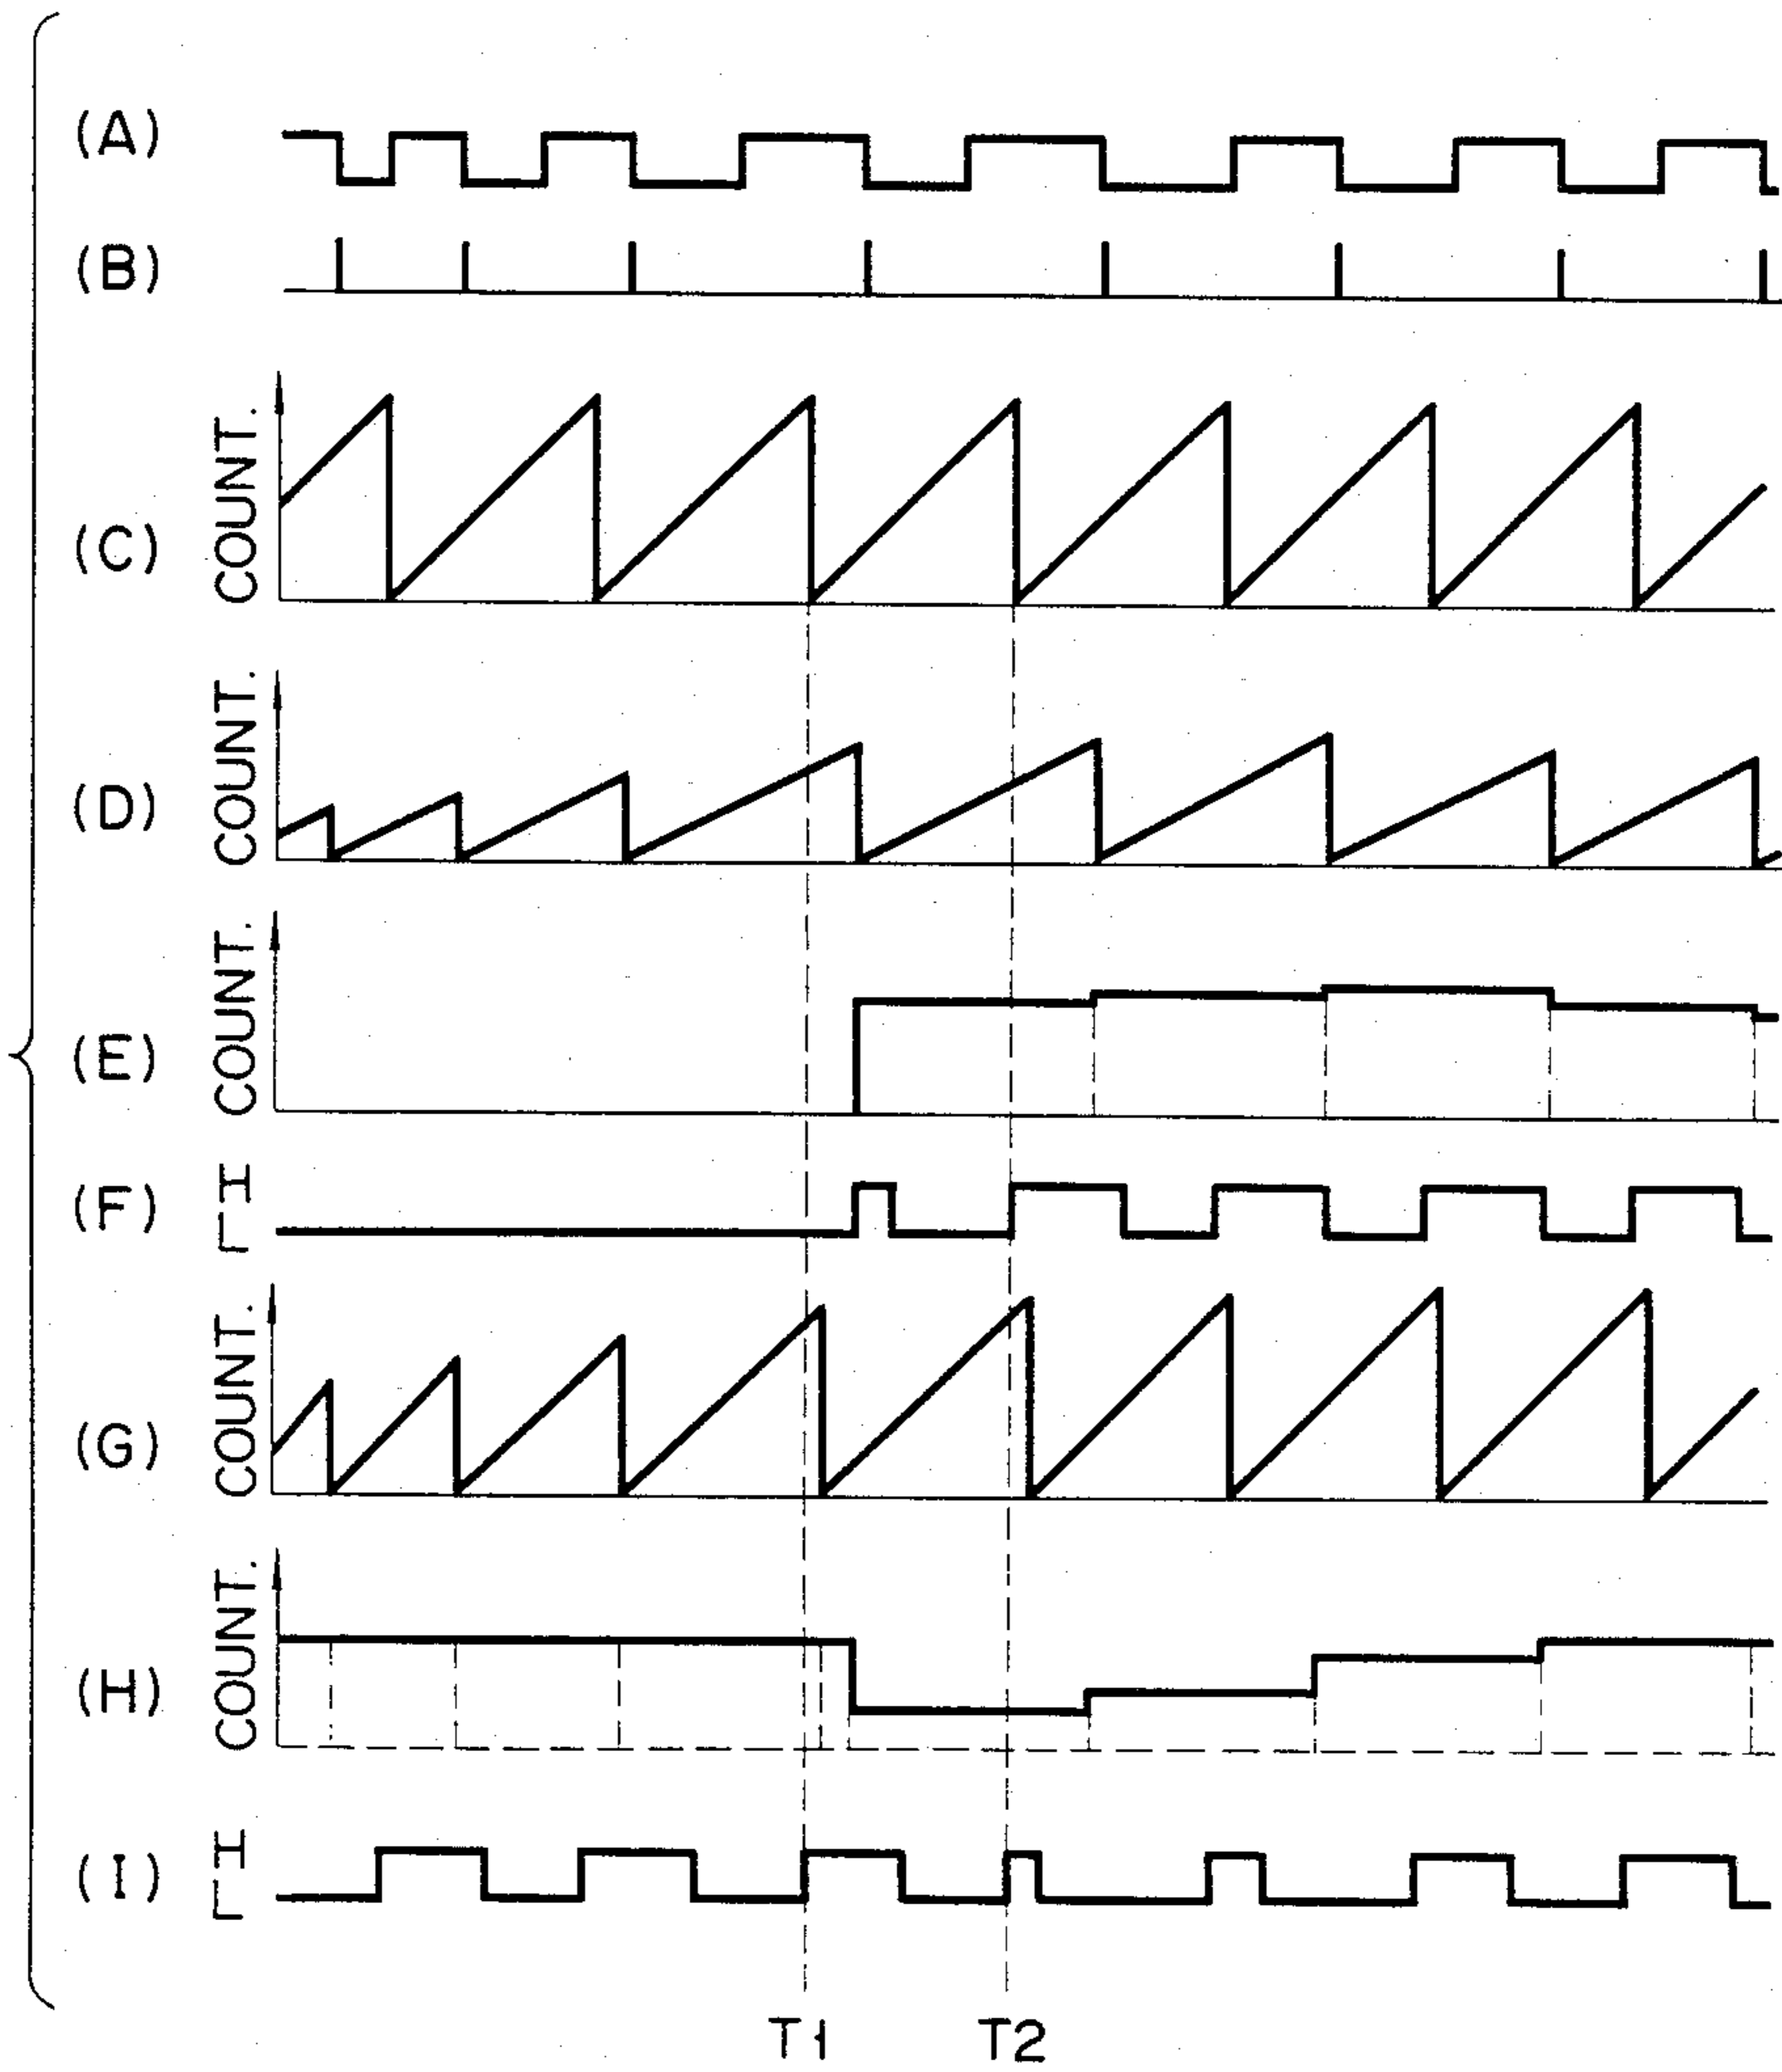 (A)
(B)
(C) COUNT.
(D) COUNT.
(E) COUNT.
(F) L H
(G) COUNT.
(H) COUNT.
(I) L H
T1 T2